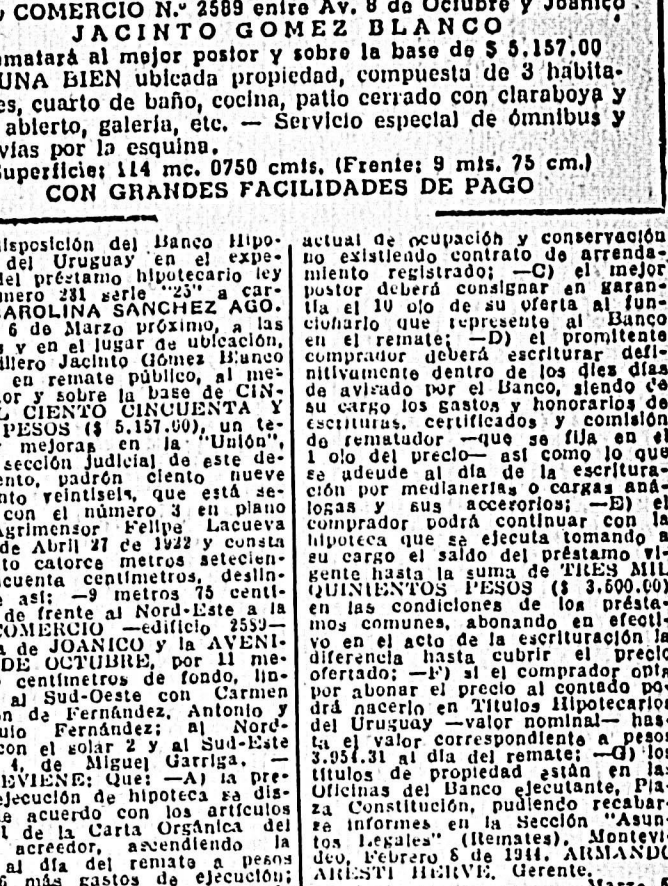 COMERCIO N.º 2589 entre Av. 8 de Octubre y Joanicó
JACINTO GOMEZ BLANCO
ematará al mejor postor y sobre la base de $ 5.157.00
UNA BIEN ubicada propiedad, compuesta de 3 habita-
es, cuarto de baño, cocina, patio cerrado con claraboya y
abierto, galería, etc. — Servicio especial de ómnibus y
vías por la esquina.
Superficie: 114 mc. 0750 cmts. (Frente: 9 mts. 75 cm.)
CON GRANDES FACILIDADES DE PAGO
disposición del Banco Hipo-
del Uruguay en el expe-
del préstamo hipotecario ley
número 281 serie "25" a car-
CAROLINA SANCHEZ AGO.
6 de Marzo próximo, a las
s y en el lugar de ubicación,
tillero Jacinto Gómez Blanco
en remate público, al me-
or y sobre la base de CIN-
L CIENTO CINCUENTA Y
PESOS ($ 5.157.00), un te-
mejoras en la "Unión",
sección judicial de este de-
ento, padrón ciento nueve
nto veintiseis, que está se-
con el número 3 en plano
Agrimensor Felipe Lacueva
de Abril 27 de 1922 y consta
to catorce metros setecien-
cuenta centímetros, deslin-
así: —9 metros 75 centí-
de frente al Nord-Este a la
COMERCIO —edificio 2589—
a de JOANICO y la AVENI-
DE OCTUBRE, por 11 me-
centímetros de fondo, lin-
al Sud-Oeste con Carmen
ón de Fernández, Antonio y
ulo Fernández; al Nord-
con el solar 2 y al Sud-Este
4, de Miguel Garriga. —
EVIENE: Que: —A) la pre-
ejecución de hipoteca se dis-
e acuerdo con los artículos
l de la Carta Orgánica del
acreedor, ascendiendo la
al día del remate a pesos
6 más gastos de ejecución;
actual de ocupación y conservación
no existiendo contrato de arrenda-
miento registrado; —C) el mejor
postor deberá consignar en garan-
tía el 10 o|o de su oferta al fun-
cionario que represente al Banco
en el remate; —D) el promitente
comprador deberá escriturar defi-
nitivamente dentro de los dies días
de avisado por el Banco, siendo de
su cargo los gastos y honorarios de
escrituras, certificados y comisión
de rematador —que se fija en el
1 o|o del precio— así como lo que
se adeude al día de la escritura-
ción por medianerías o cargas aná-
logas y sus accerorios; —E) el
comprador podrá continuar con la
hipoteca que se ejecuta tomando a
su cargo el saldo del préstamo vi-
gente hasta la suma de TRES MIL
QUINIENTOS PESOS ($ 3.500.00)
en las condiciones de los présta-
mos comunes, abonando en efecti-
vo en el acto de la escrituración la
diferencia hasta cubrir el precio
ofertado; —F) si el comprador opta
por abonar el precio al contado po-
drá hacerlo en Títulos Hipotecarios
del Uruguay —valor nominal— has-
ta el valor correspondiente a pesos
3.954.31 al día del remate; —G) los
títulos de propiedad están en las
Oficinas del Banco ejecutante, Pla-
za Constitución, pudiendo recabar-
se informes en la Sección "Asun-
tos Legales" (Remates). Montevi-
deo, Febrero 8 de 1944. ARMANDO
ARESTI HERVE, Gerente.